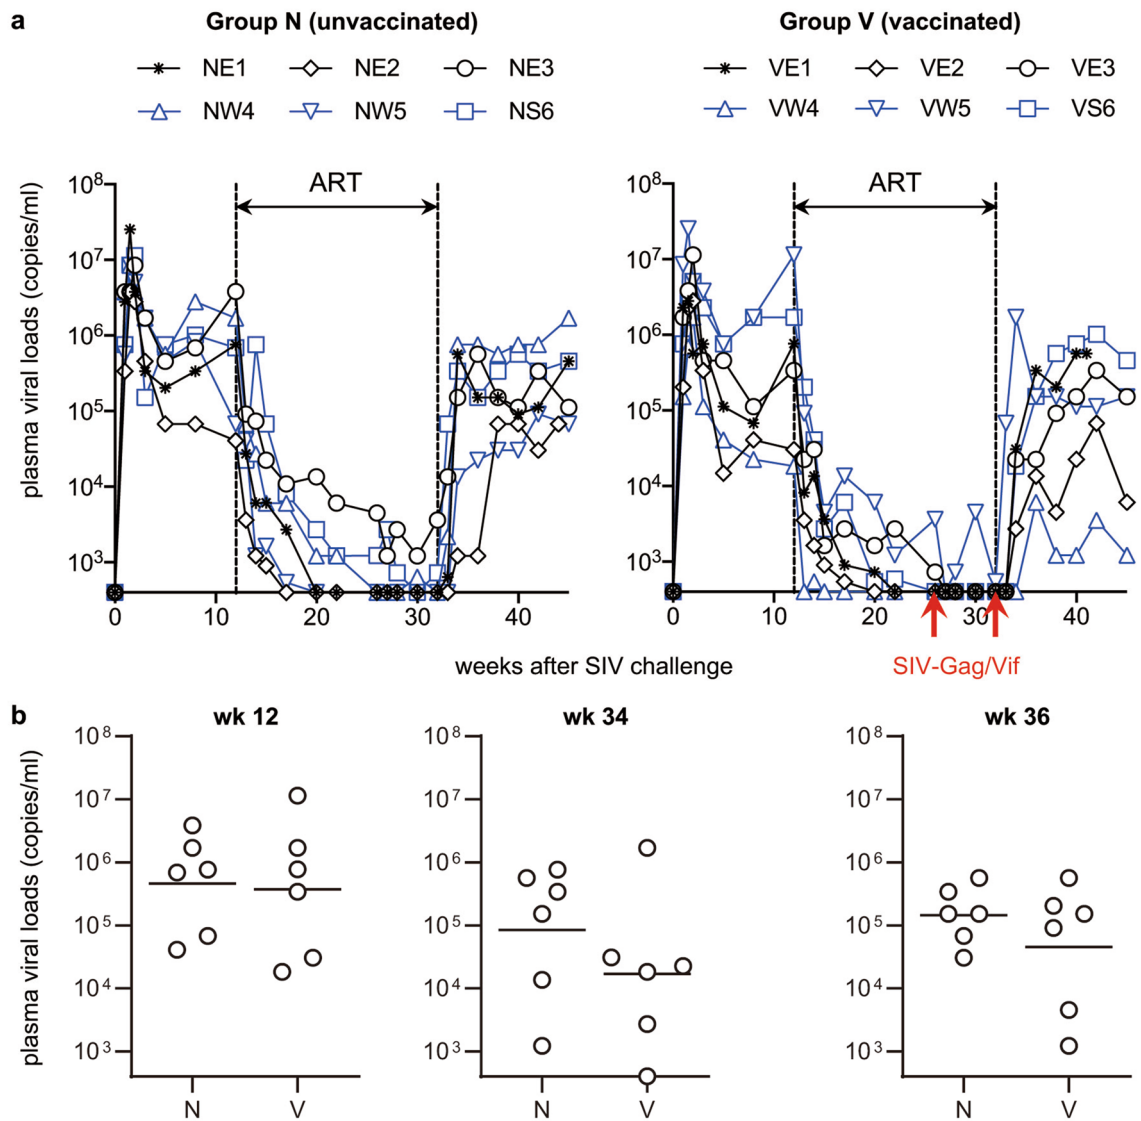 a
Group N (unvaccinated)
NE1 NE2 NE3
NW4 NW5 NS6
Group V (vaccinated)
VE1 VE2 VE3
VW4 VW5 VS6
plasma viral loads (copies/ml)
ART
10⁸
10⁷
10⁶
10⁵
10⁴
10³
0 10 20 30 40
ART
10⁸
10⁷
10⁶
10⁵
10⁴
10³
0 10 20 30 40
weeks after SIV challenge
SIV-Gag/Vif
b
plasma viral loads (copies/ml)
wk 12
10⁸
10⁷
10⁶
10⁵
10⁴
10³
N V
wk 34
10⁸
10⁷
10⁶
10⁵
10⁴
10³
N V
wk 36
10⁸
10⁷
10⁶
10⁵
10⁴
10³
N V